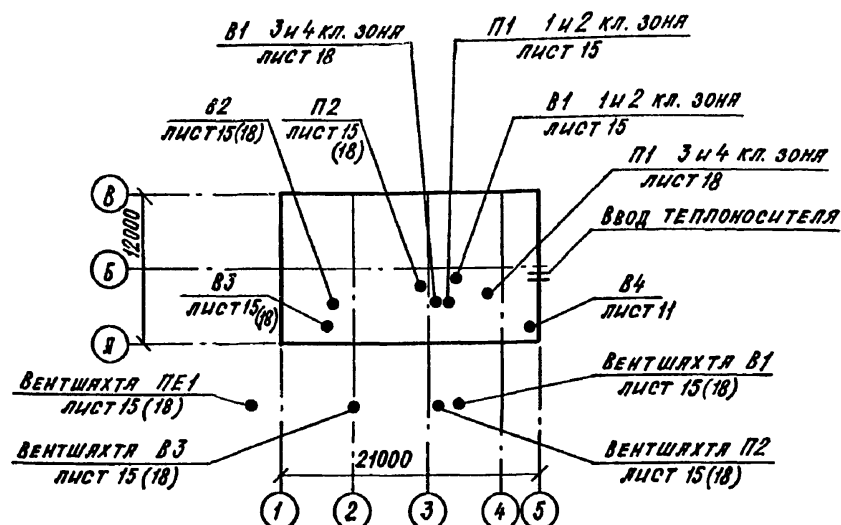 В1 3и4 кл. зона
лист 18
П1 1и2 кл. зона
лист 15
в2
лист 15(18)
П2
лист 15
(18)
В1 1и2 кл. зона
лист 15
П1 3и4 кл. зона
лист 18
Ввод теплоносителя
В
12000
Б
В3
лист 15
(18)
В4
лист 11
А
Вентшахта ПЕ1
лист 15(18)
Вентшахта В1
лист 15(18)
Вентшахта В3
лист 15(18)
21000
Вентшахта П2
лист 15(18)
1
2
3
4
5